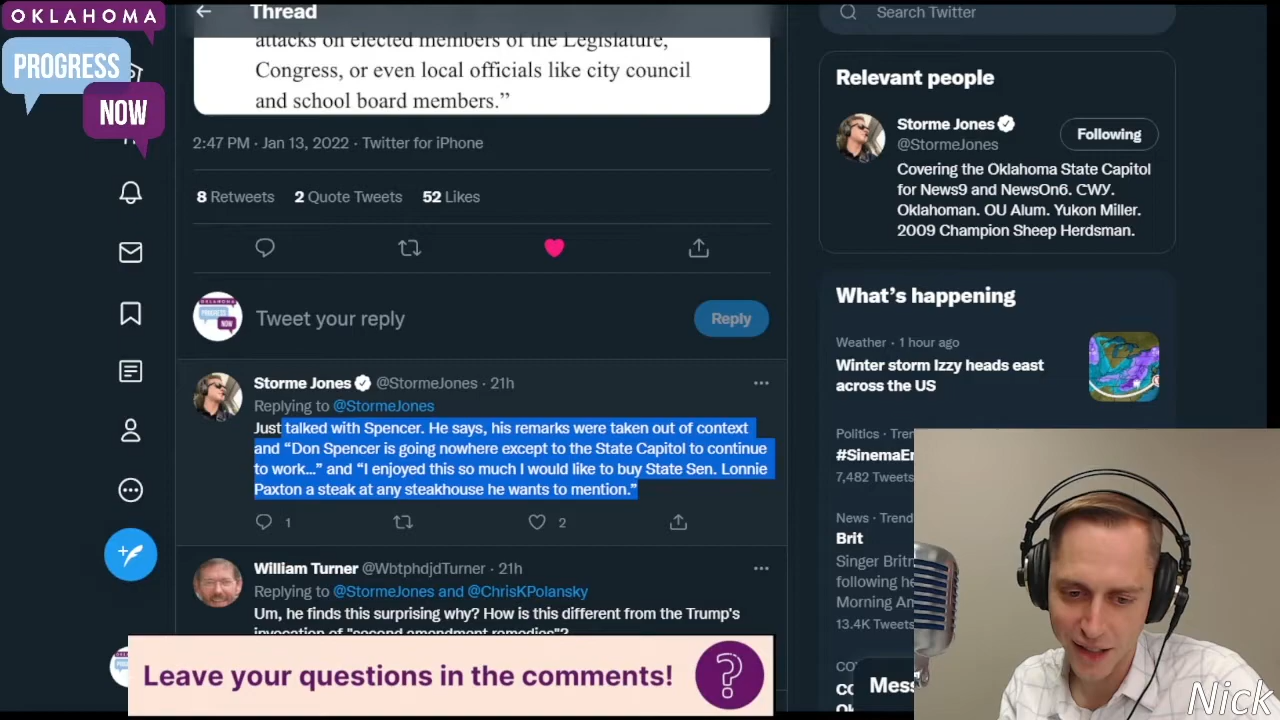 OKLAHOMA
PROGRESS
NOW
Thread
attacks on elected members of the Legislature,
Congress, or even local officials like city council
and school board members.”
2:47 PM · Jan 13, 2022 · Twitter for iPhone
8 Retweets 2 Quote Tweets 52 Likes
Tweet your reply
Reply
Storme Jones @StormeJones · 21h
Replying to @StormeJones
Just talked with Spencer. He says, his remarks were taken out of context
and “Don Spencer is going nowhere except to the State Capitol to continue
to work...” and “I enjoyed this so much I would like to buy State Sen. Lonnie
Paxton a steak at any steakhouse he wants to mention.”
1 2
William Turner @WbtphdjdTurner · 21h
Replying to @StormeJones and @ChrisKPolansky
Um, he finds this surprising why? How is this different from the Trump's
invocation of "second amendment remedies"?
Leave your questions in the comments!
?
Search Twitter
Relevant people
Storme Jones
@StormeJones
Following
Covering the Oklahoma State Capitol
for News9 and NewsOn6. CWY.
Oklahoman. OU Alum. Yukon Miller.
2009 Champion Sheep Herdsman.
What’s happening
Weather · 1 hour ago
Winter storm Izzy heads east
across the US
Politics · Tren
#SinemaEn
7,482 Tweets
News · Trend
Brit
Singer Britn
following he
Morning Am
13.4K Tweets
Mess
Nick